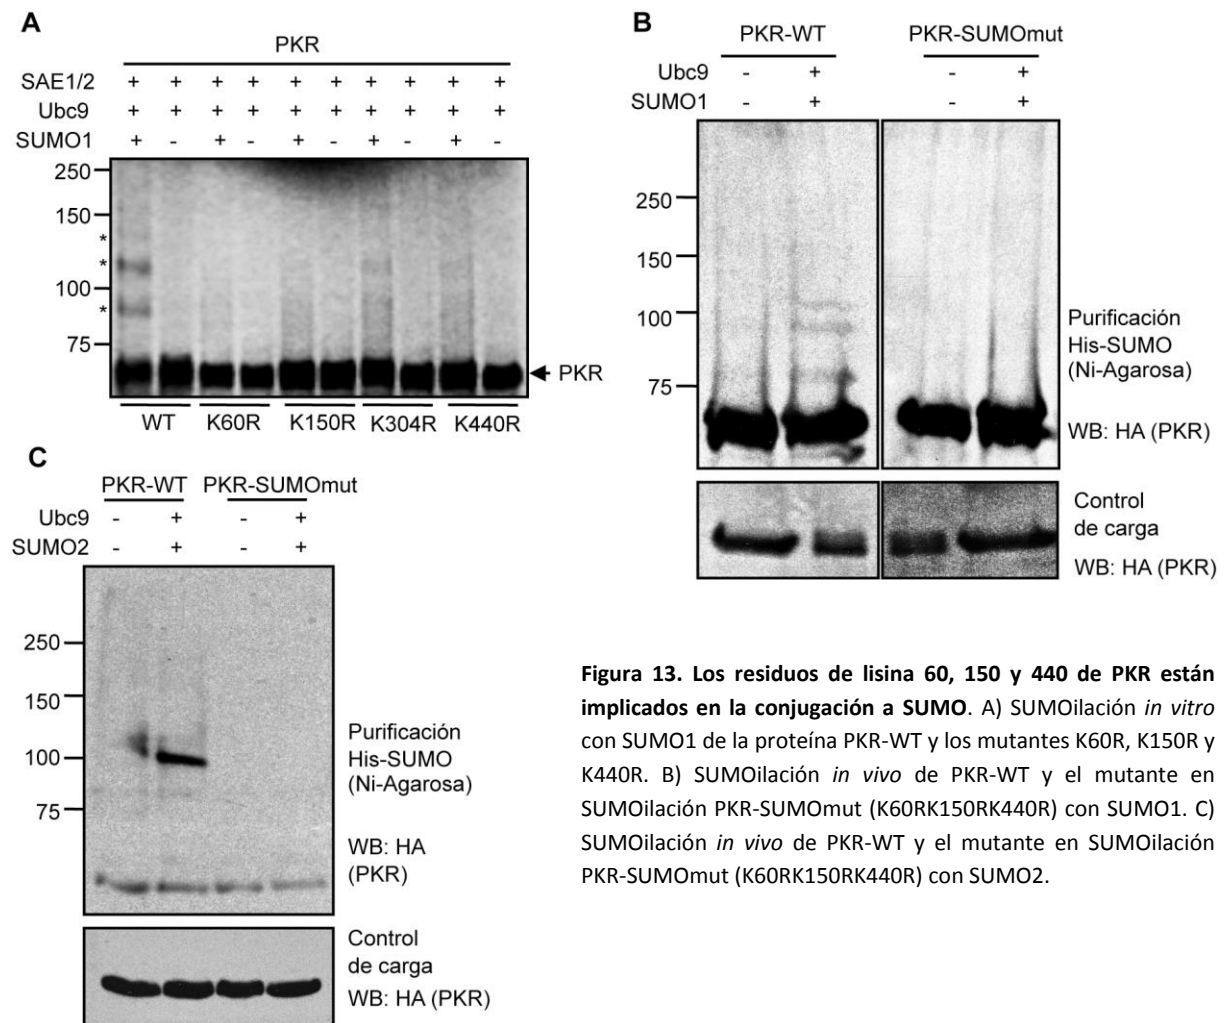 A
PKR
SAE1/2 + + + + + + + + + +
Ubc9 + + + + + + + + + +
SUMO1 + - + - + - + - + -
250
150
*
*
100
*
75
PKR
WT K60R K150R K304R K440R
B
PKR-WT PKR-SUMOmut
Ubc9 - + - +
SUMO1 - + - +
250
150
100
75
Purificación
His-SUMO
(Ni-Agarosa)
WB: HA (PKR)
Control
de carga
WB: HA (PKR)
C
PKR-WT PKR-SUMOmut
Ubc9 - + - +
SUMO2 - + - +
250
150
100
75
Purificación
His-SUMO
(Ni-Agarosa)
WB: HA
(PKR)
Control
de carga
WB: HA (PKR)
Figura 13. Los residuos de lisina 60, 150 y 440 de PKR están
implicados en la conjugación a SUMO. A) SUMOilación in vitro
con SUMO1 de la proteína PKR-WT y los mutantes K60R, K150R y
K440R. B) SUMOilación in vivo de PKR-WT y el mutante en
SUMOilación PKR-SUMOmut (K60RK150RK440R) con SUMO1. C)
SUMOilación in vivo de PKR-WT y el mutante en SUMOilación
PKR-SUMOmut (K60RK150RK440R) con SUMO2.